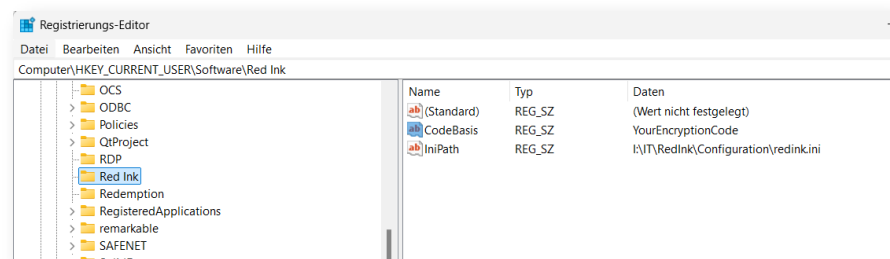 Registrierungs-Editor
Datei Bearbeiten Ansicht Favoriten Hilfe
Computer\HKEY_CURRENT_USER\Software\Red Ink
OCS
ODBC
Policies
QtProject
RDP
Red Ink
Redemption
RegisteredApplications
remarkable
SAFENET
Name Typ Daten
(Standard) REG_SZ (Wert nicht festgelegt)
CodeBasis REG_SZ YourEncryptionCode
IniPath REG_SZ I:\IT\RedInk\Configuration\redink.ini